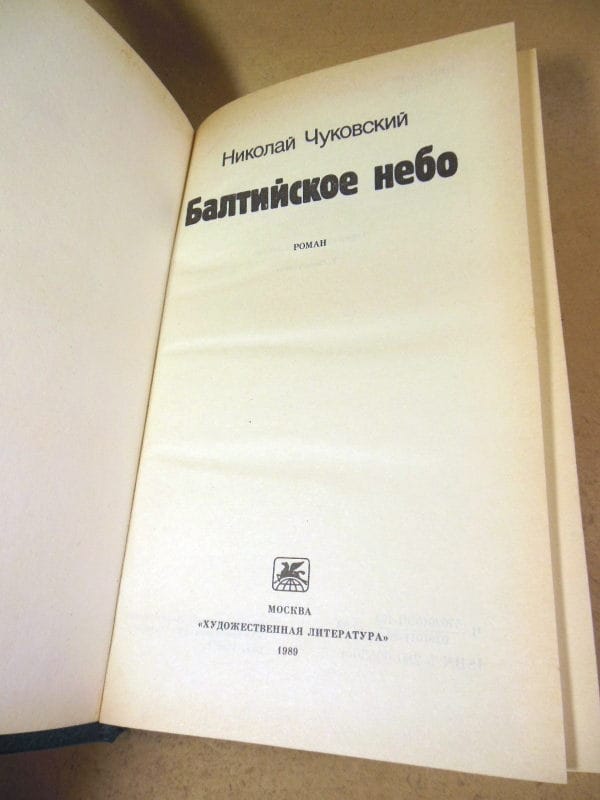 Николай Чуковский
Балтийское небо
РОМАН
МОСКВА
«ХУДОЖЕСТВЕННАЯ ЛИТЕРАТУРА»
1989